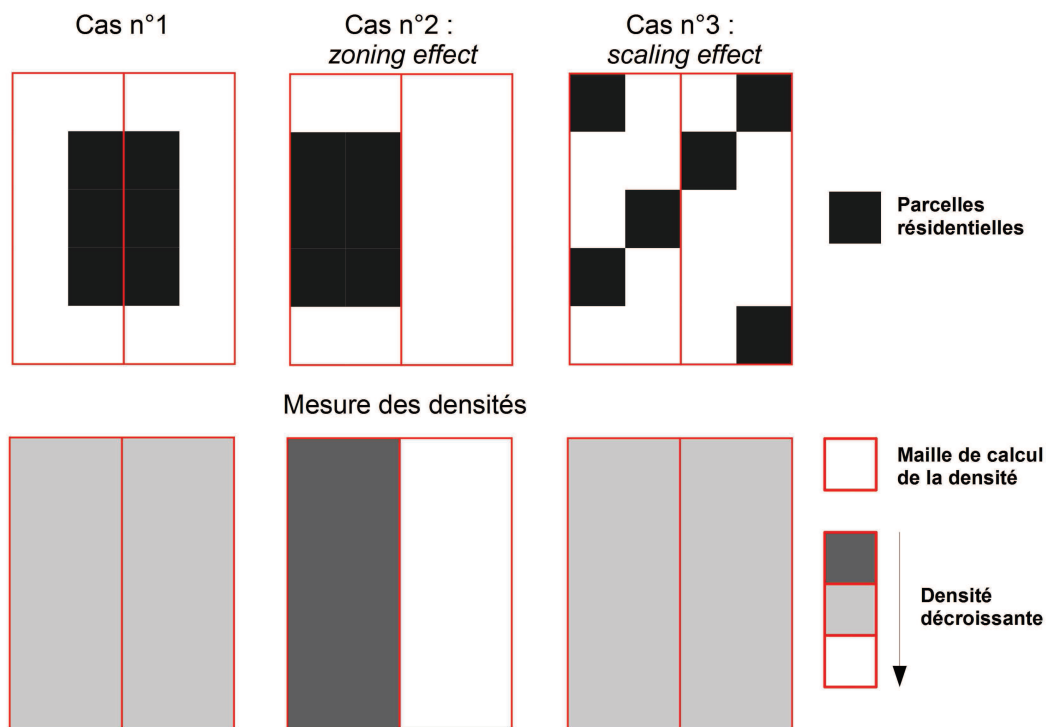 Cas n°1
Cas n°2 :
zoning effect
Cas n°3 :
scaling effect
Parcelles
résidentielles
Mesure des densités
Maille de calcul
de la densité
Densité
décroissante